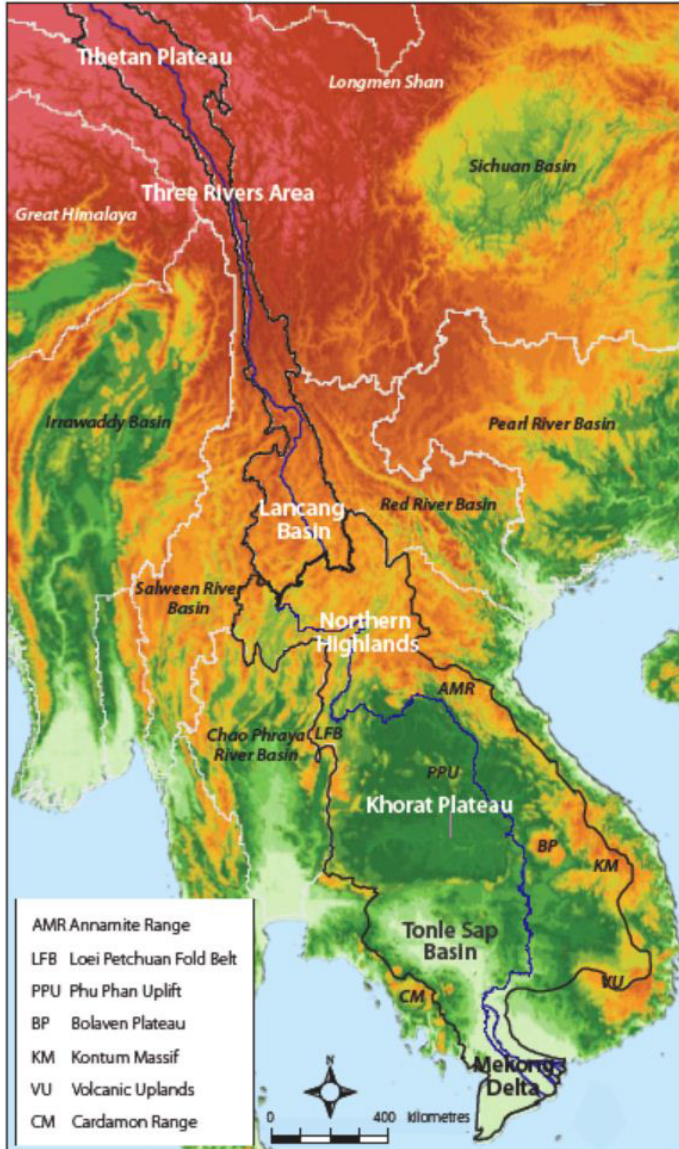 Tibetan Plateau
Longmen Shan
Sichuan Basin
Three Rivers Area
Great Himalaya
Irrawaddy Basin
Pearl River Basin
Red River Basin
Lancang
Basin
Salween River
Basin
Northern
Highlands
AMR
Chao Phraya
River Basin
LFB
PPU
Khorat Plateau
BP
KM
Tonle Sap
Basin
VU
CM
Mekong
Delta
AMR Annamite Range
LFB Loei Petchuan Fold Belt
PPU Phu Phan Uplift
BP Bolaven Plateau
KM Kontum Massif
VU Volcanic Uplands
CM Cardamon Range
N
0 400 kilometres